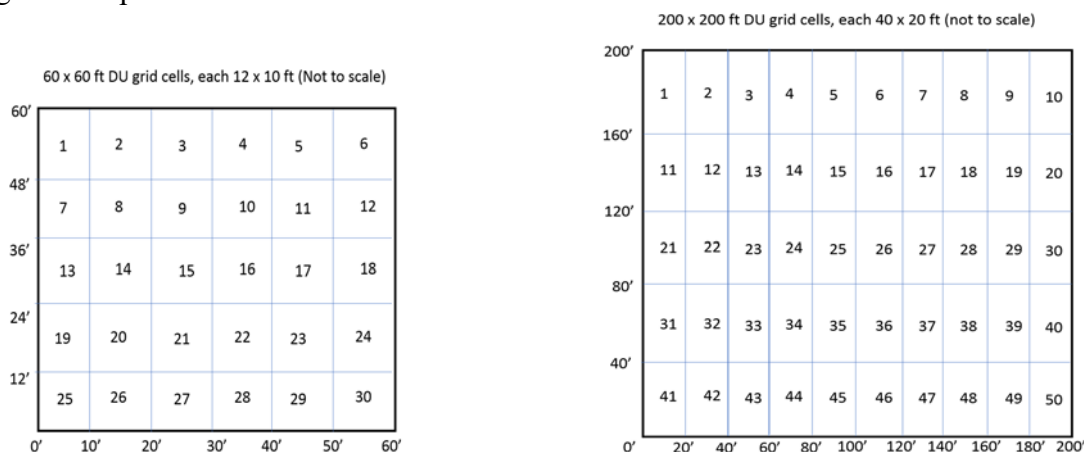 200 x 200 ft DU grid cells, each 40 x 20 ft (not to scale)
60 x 60 ft DU grid cells, each 12 x 10 ft (Not to scale)
60’
1 2 3 4 5 6
48’
7 8 9 10 11 12
36’
13 14 15 16 17 18
24’
19 20 21 22 23 24
12’
25 26 27 28 29 30
0’ 10’ 20’ 30’ 40’ 50’ 60’
200’
1 2 3 4 5 6 7 8 9 10
160’
11 12 13 14 15 16 17 18 19 20
120’
21 22 23 24 25 26 27 28 29 30
80’
31 32 33 34 35 36 37 38 39 40
40’
41 42 43 44 45 46 47 48 49 50
0’ 20’ 40’ 60’ 80’ 100’ 120’ 140’ 160’ 180’ 200’